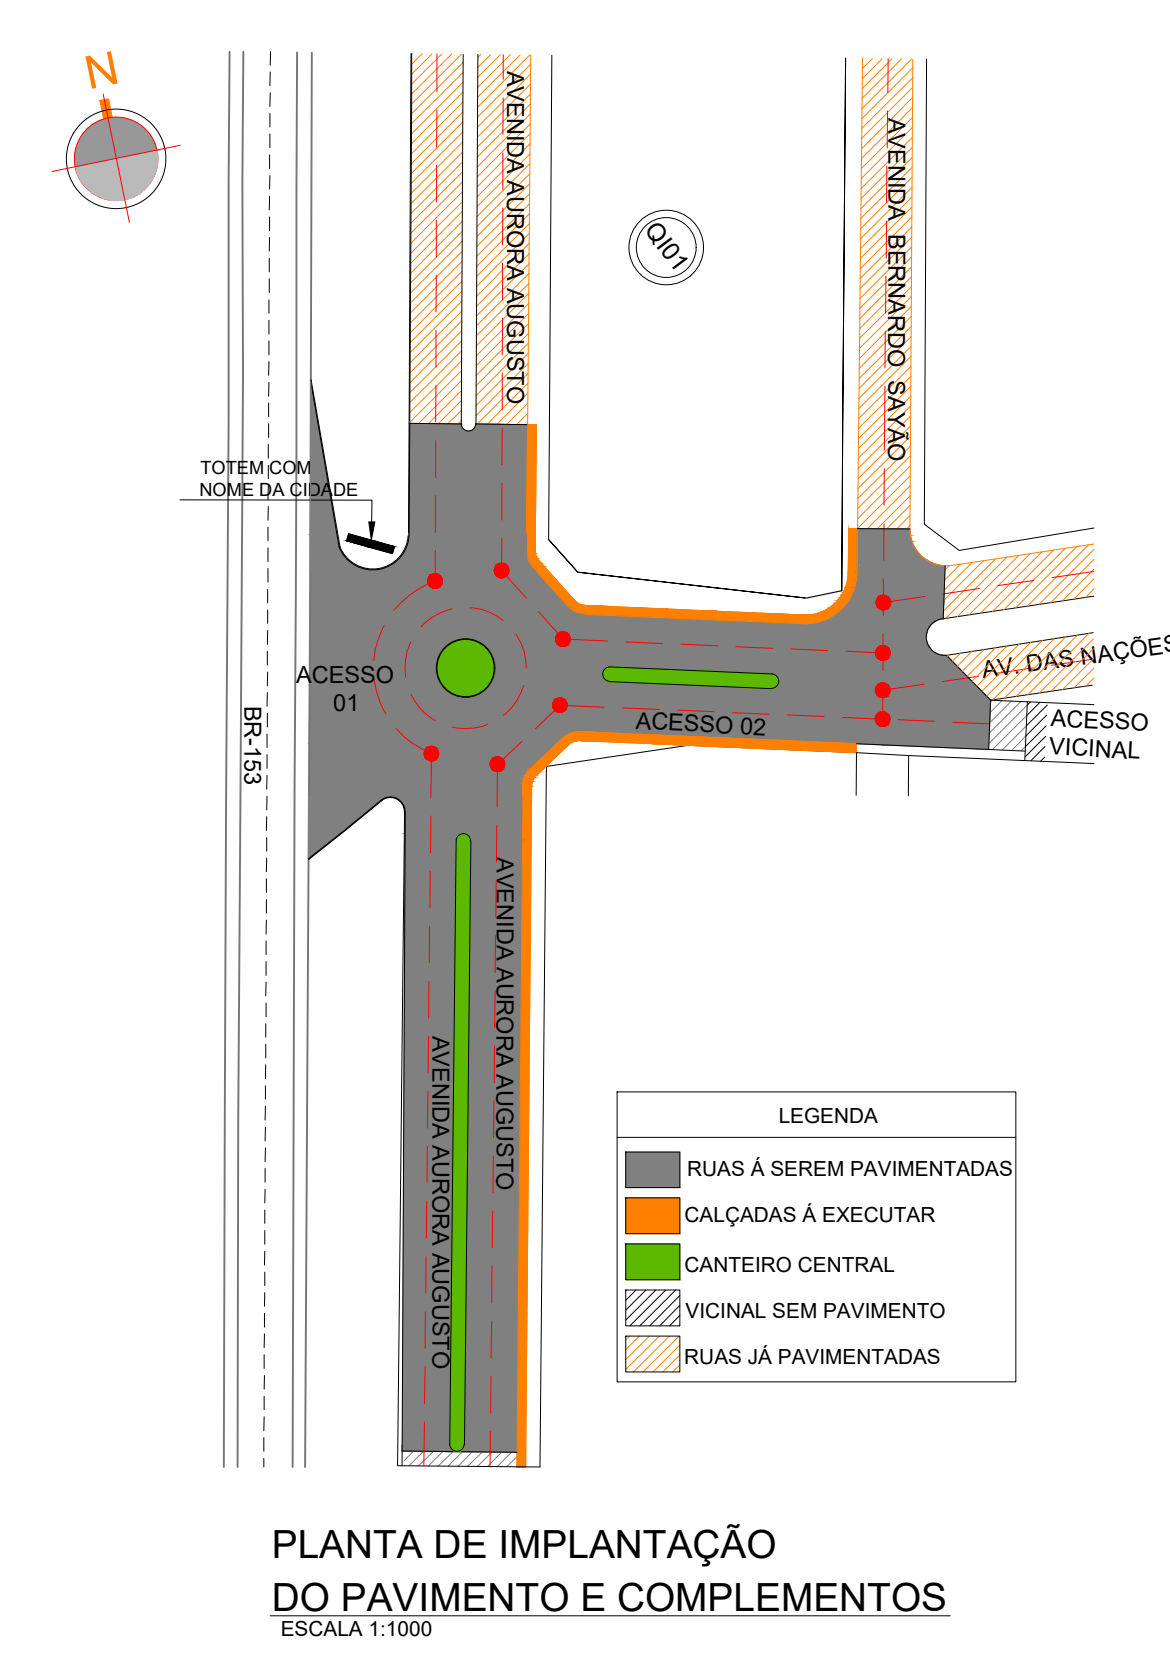 N
AVENIDA AURORA AUGUSTO
AVENIDA BERNARDO SAYÃO
QI01
TOTEM COM
NOME DA CIDADE
ACESSO
01
BR-153
ACESSO 02
AV. DAS NAÇÕES
ACESSO
VICINAL
AVENIDA AURORA AUGUSTO
AVENIDA AURORA AUGUSTO
LEGENDA
RUAS Á SEREM PAVIMENTADAS
CALÇADAS Á EXECUTAR
CANTEIRO CENTRAL
VICINAL SEM PAVIMENTO
RUAS JÁ PAVIMENTADAS
PLANTA DE IMPLANTAÇÃO
DO PAVIMENTO E COMPLEMENTOS
ESCALA 1:1000